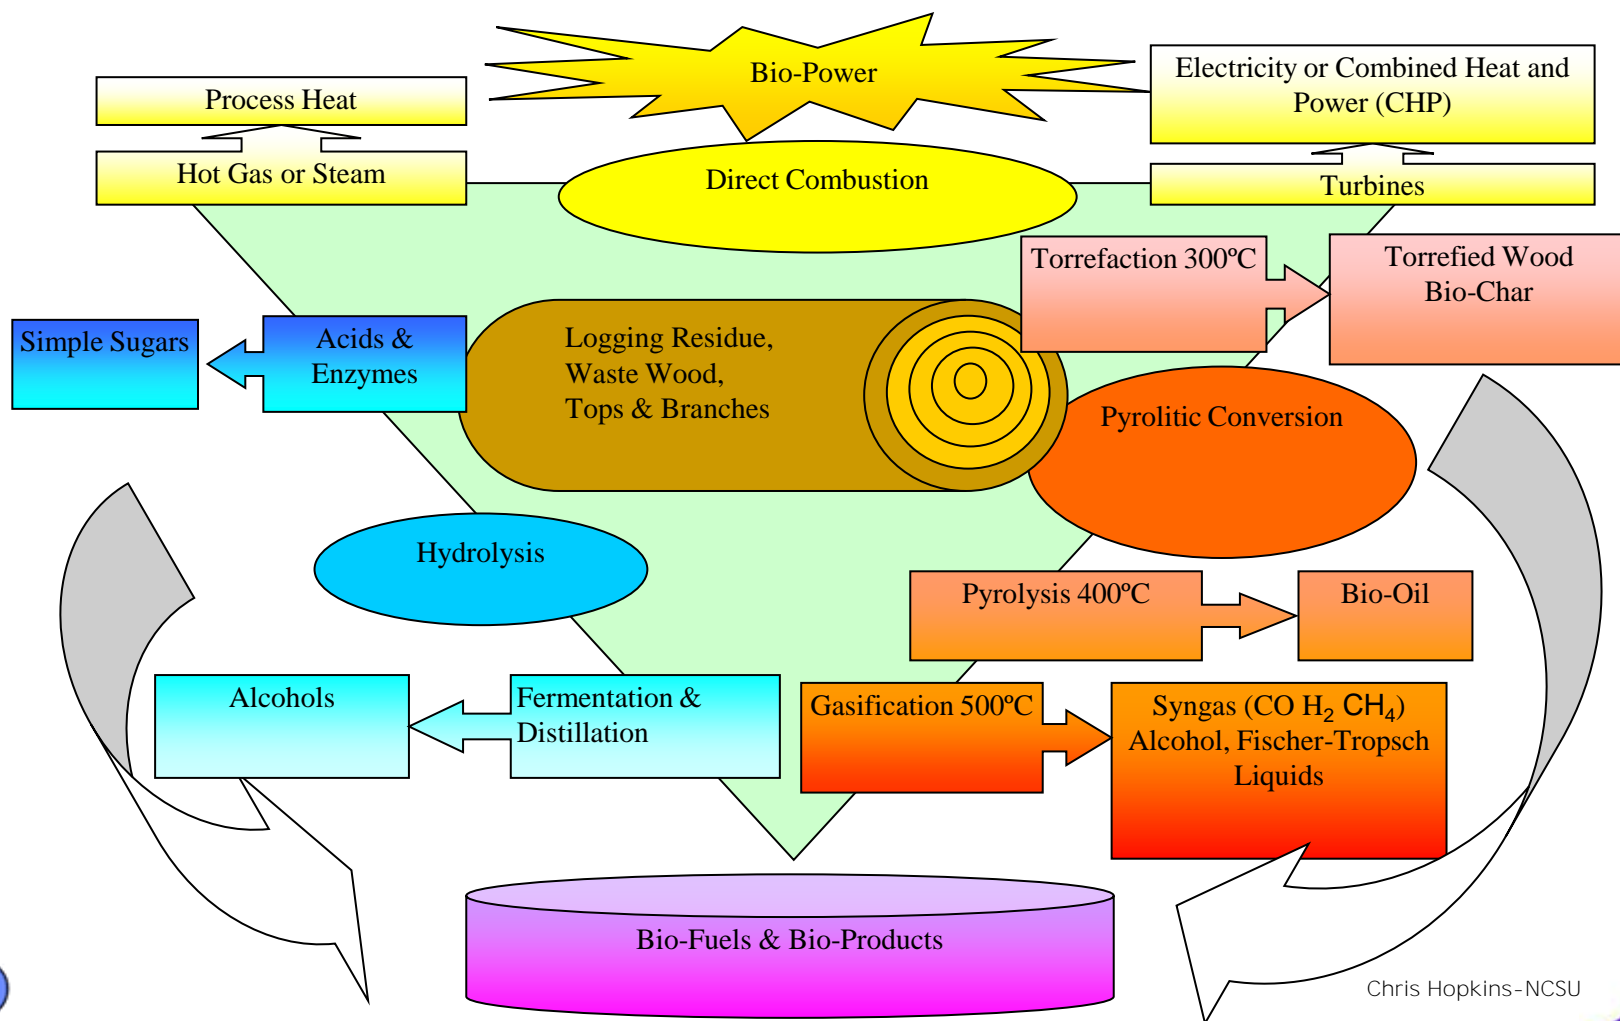 Bio-Power
Electricity or Combined Heat and
Power (CHP)
Process Heat
Hot Gas or Steam
Direct Combustion
Turbines
Torrefaction 300ºC
Torrefied Wood
Bio-Char
Simple Sugars
Acids &
Enzymes
Logging Residue,
Waste Wood,
Tops & Branches
Pyrolitic Conversion
Hydrolysis
Pyrolysis 400ºC
Bio-Oil
Alcohols
Fermentation &
Distillation
Gasification 500ºC
Syngas (CO H₂ CH₄)
Alcohol, Fischer-Tropsch
Liquids
Bio-Fuels & Bio-Products
Chris Hopkins-NCSU